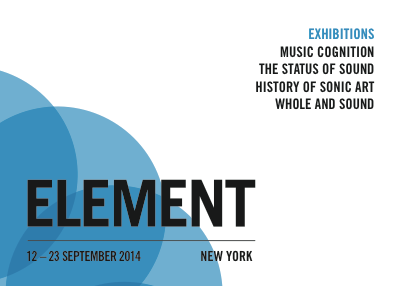 EXHIBITIONS
MUSIC COGNITION
THE STATUS OF SOUND
HISTORY OF SONIC ART
WHOLE AND SOUND
ELEMENT
12 – 23 SEPTEMBER 2014 NEW YORK